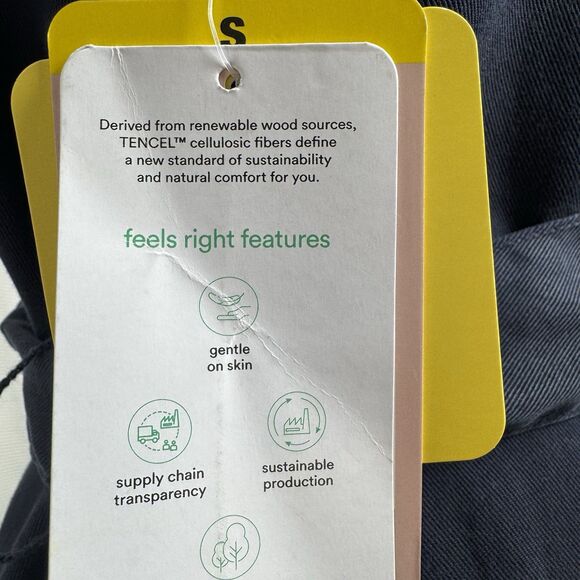 S
Derived from renewable wood sources,
TENCEL™ cellulosic fibers define
a new standard of sustainability
and natural comfort for you.
feels right features
gentle
on skin
supply chain
transparency
sustainable
production